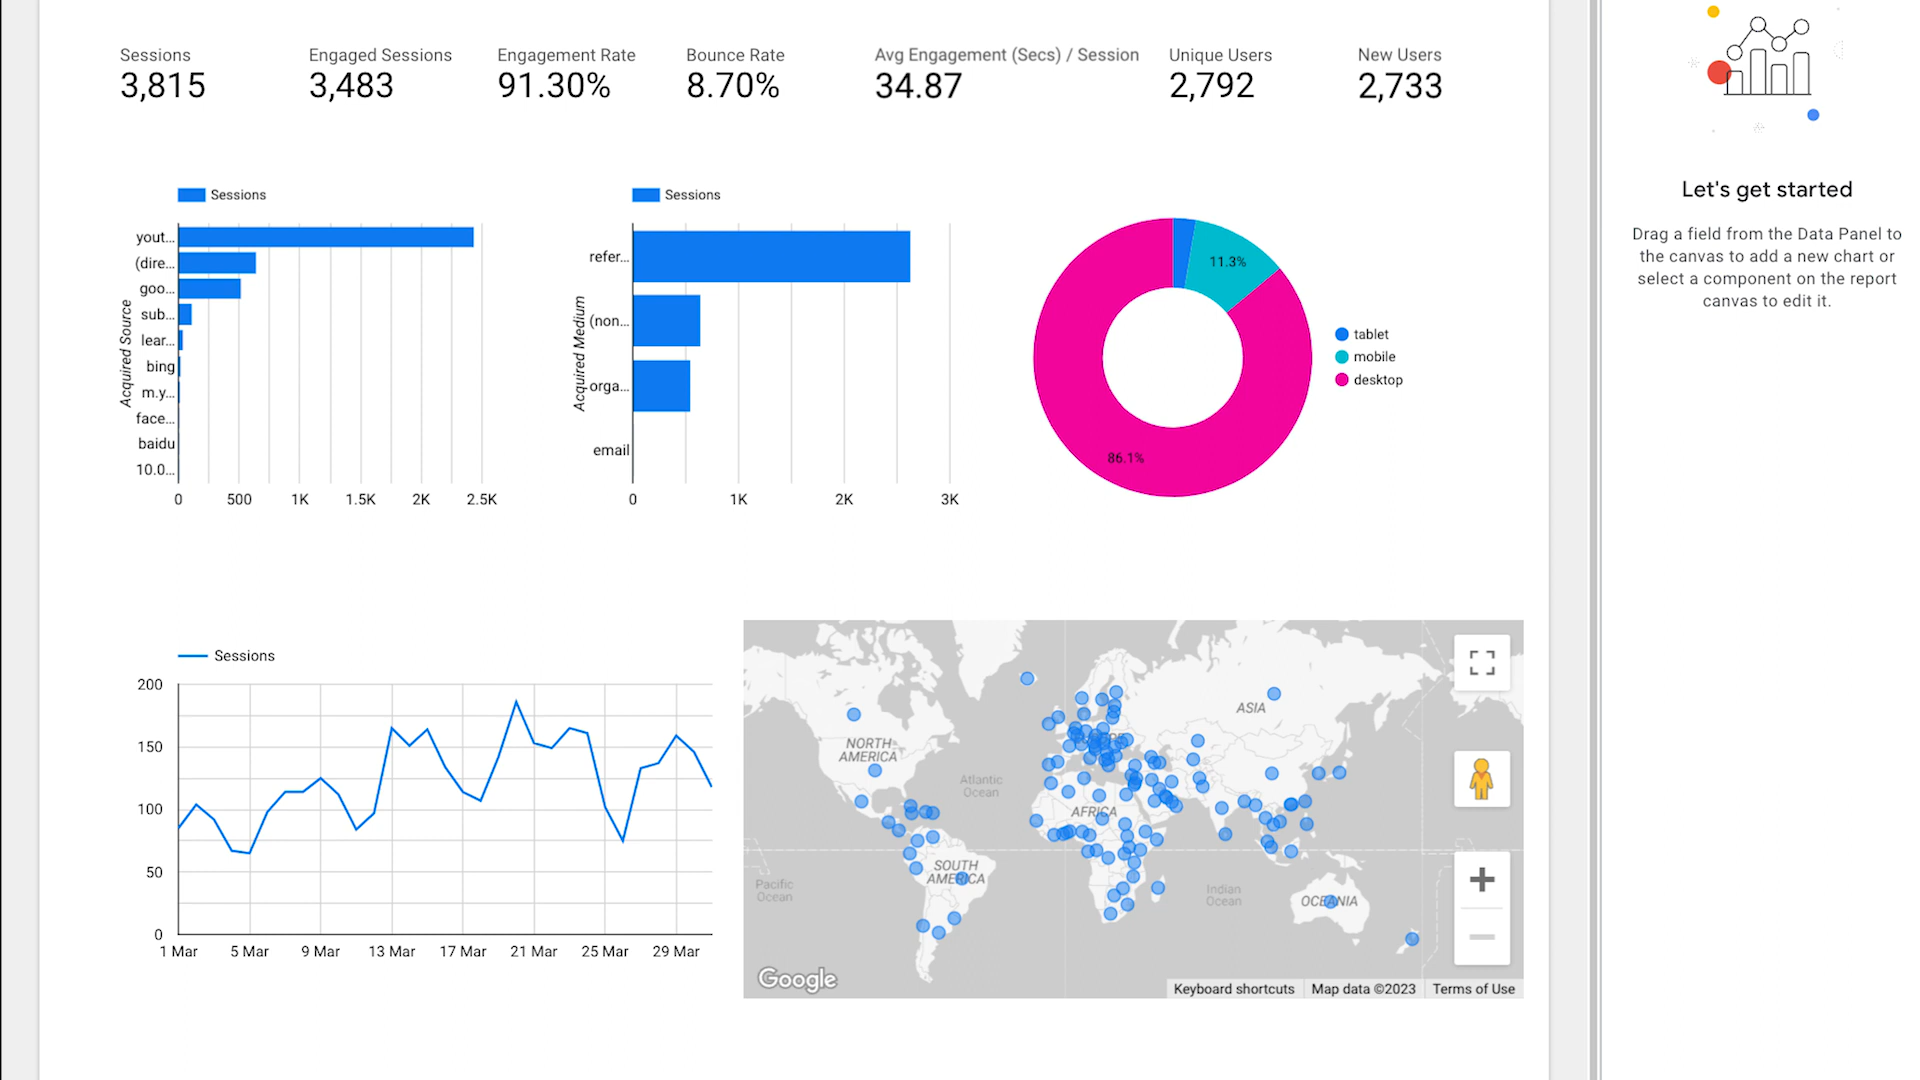 Sessions
3,815
Engaged Sessions
3,483
Engagement Rate
91.30%
Bounce Rate
8.70%
Avg Engagement (Secs) / Session
34.87
Unique Users
2,792
New Users
2,733
Sessions
Acquired Source
yout...
(dire...
goo...
sub...
lear...
bing
m.y...
face...
baidu
10.0...
0 500 1K 1.5K 2K 2.5K
Sessions
Acquired Medium
refer...
(non...
orga...
email
0 1K 2K 3K
11.3%
86.1%
tablet
mobile
desktop
Sessions
200
150
100
50
0
1 Mar 5 Mar 9 Mar 13 Mar 17 Mar 21 Mar 25 Mar 29 Mar
ASIA
NORTH
AMERICA
Atlantic
Ocean
AFRICA
SOUTH
AMERICA
Pacific
Ocean
Indian
Ocean
OCEANIA
Google
Keyboard shortcuts
Map data ©2023
Terms of Use
Let's get started
Drag a field from the Data Panel to
the canvas to add a new chart or
select a component on the report
canvas to edit it.